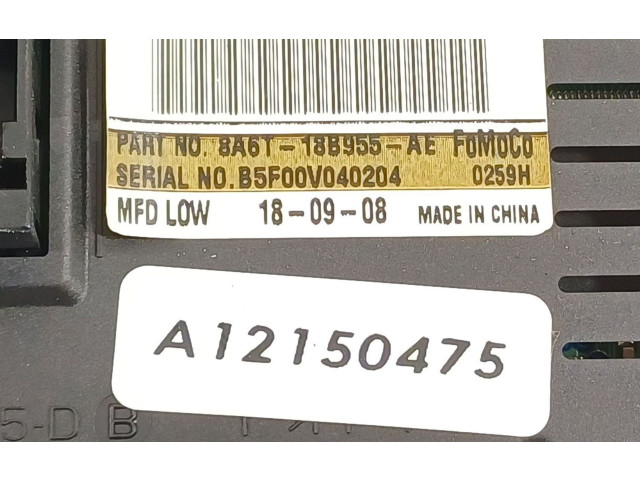 PART NO. 8A6T-18B955-AE FoMoCo
SERIAL NO. B5F00V040204 0259H
MFD LOW 18-09-08 MADE IN CHINA
A12150475
5-D B